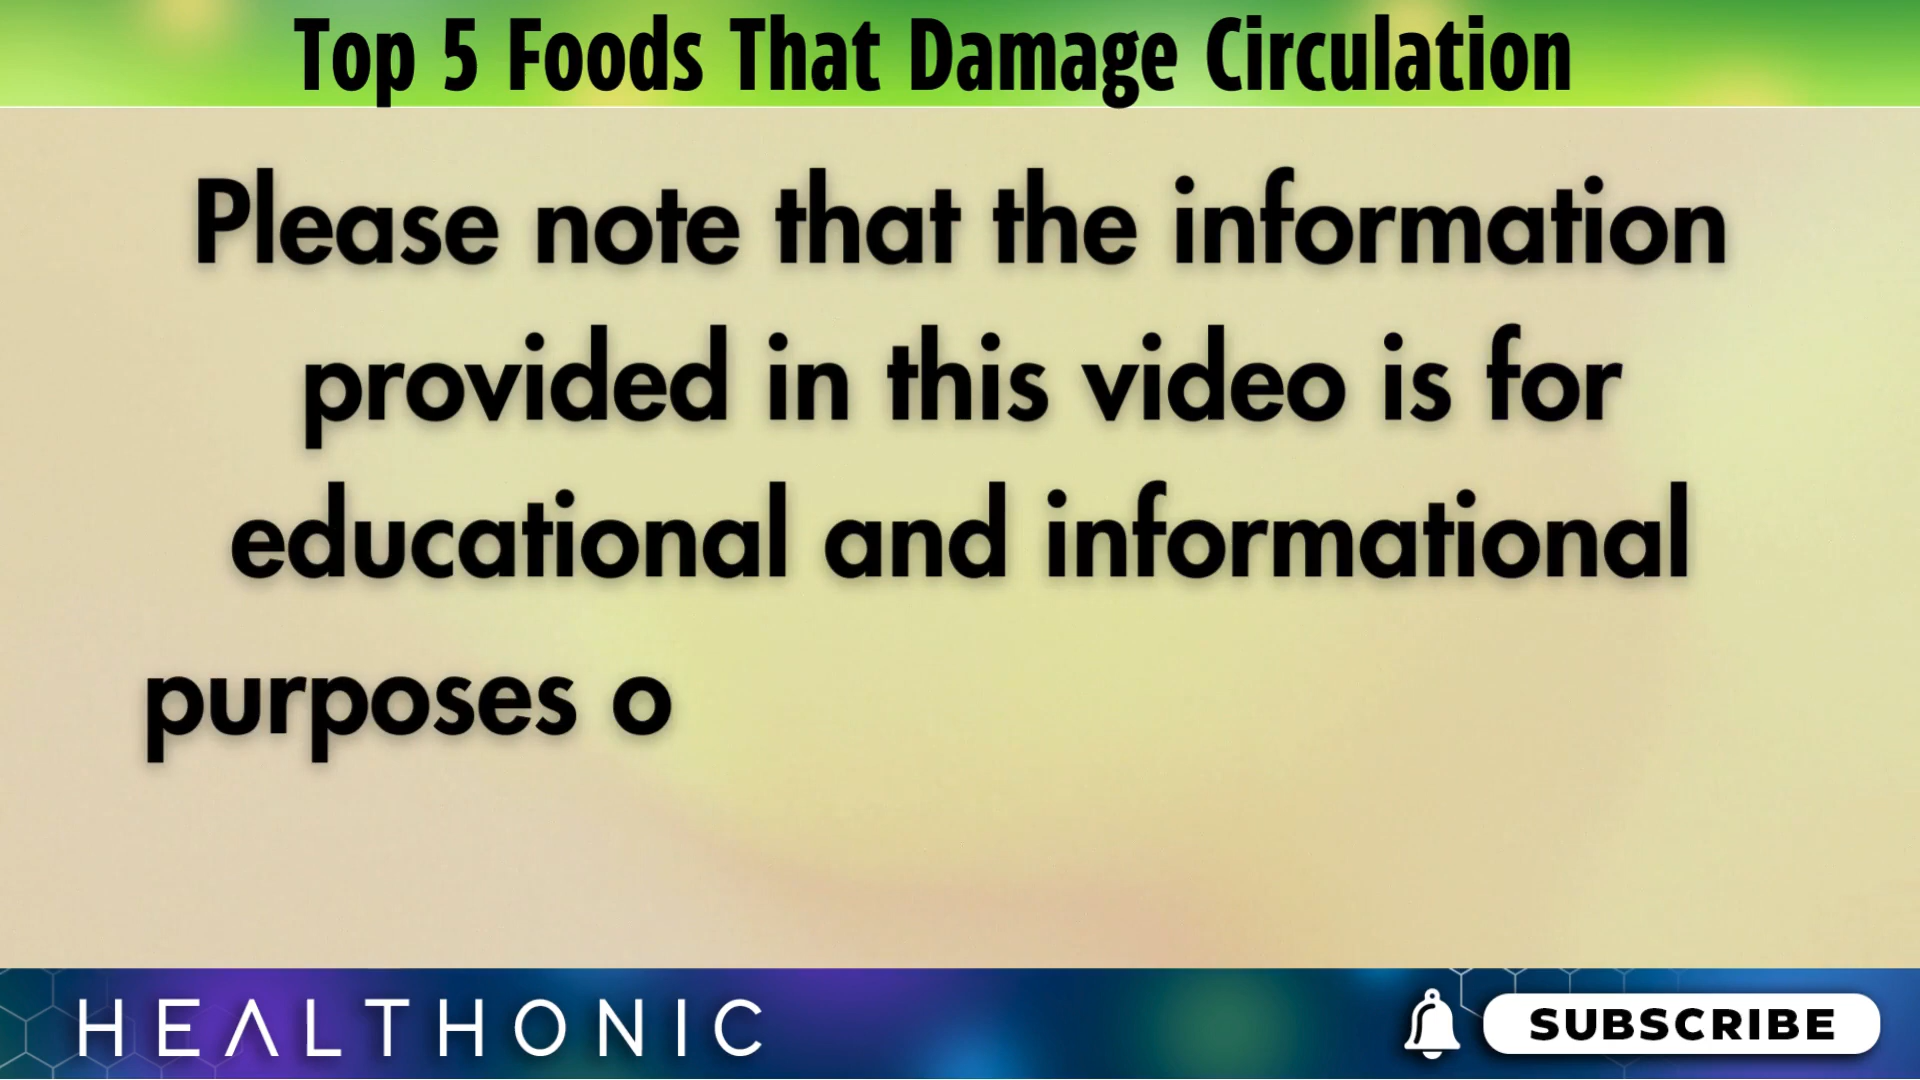 Top 5 Foods That Damage Circulation
Please note that the information
provided in this video is for
educational and informational
purposes o
HEALTHONIC
SUBSCRIBE